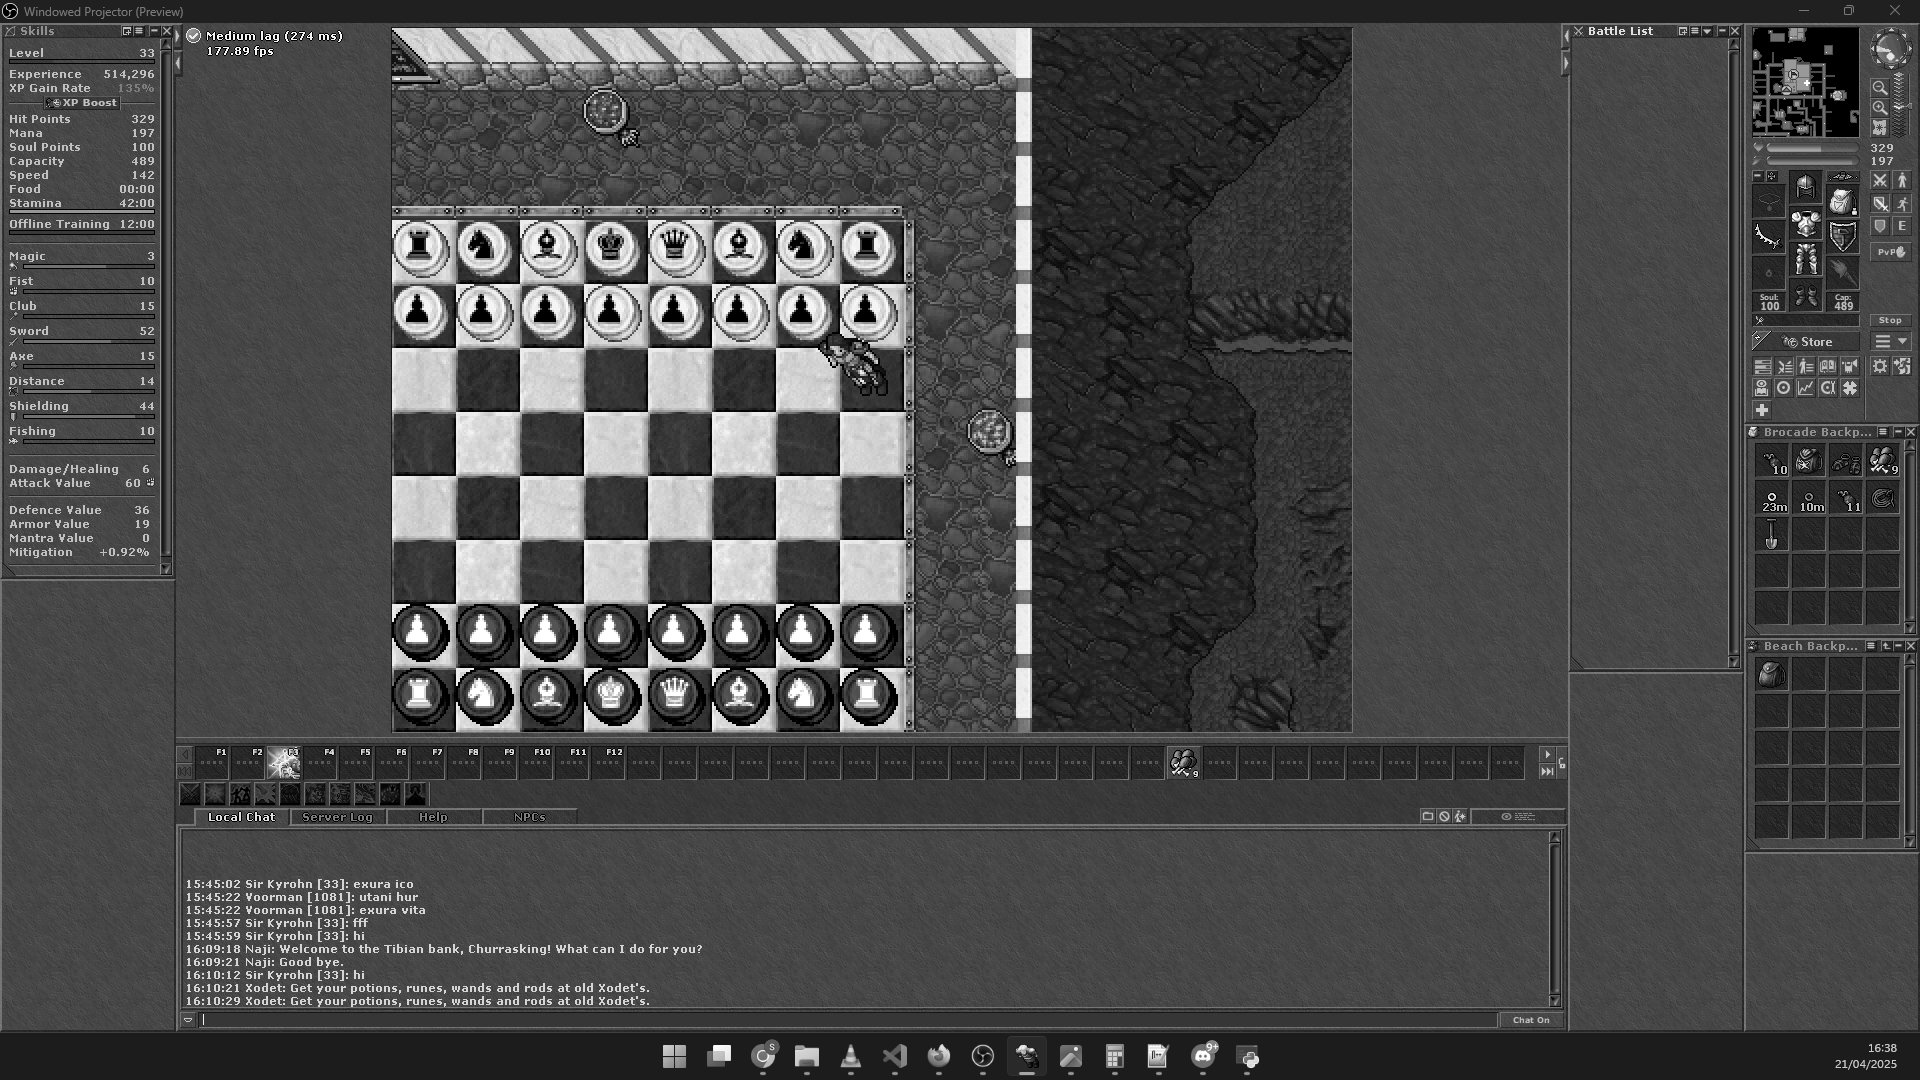 Windowed Projector (Preview)
Skills
Level 33
Experience 514,296
XP Gain Rate 135%
XP Boost
Hit Points 329
Mana 197
Soul Points 100
Capacity 489
Speed 142
Food 00:00
Stamina 42:00
Offline Training 12:00
Magic 3
Fist 10
Club 15
Sword 52
Axe 15
Distance 14
Shielding 44
Fishing 10
Damage/Healing 6
Attack Value 60
Defence Value 36
Armor Value 19
Mantra Value 0
Mitigation +0.92%
Medium lag (274 ms)
177.89 fps
Battle List
329
197
Soul: 100
Cap: 489
E
PvP
Stop
Store
Brocade Backp...
10
9
23m 10m 11
Beach Backp...
F1 F2 F3 F4 F5 F6 F7 F8 F9 F10 F11 F12
9
Local Chat Server Log Help NPCs
15:45:02 Sir Kyrohn [33]: exura ico
15:45:22 Voorman [1081]: utani hur
15:45:22 Voorman [1081]: exura vita
15:45:57 Sir Kyrohn [33]: fff
15:45:59 Sir Kyrohn [33]: hi
16:09:18 Naji: Welcome to the Tibian bank, Churrasking! What can I do for you?
16:09:21 Naji: Good bye.
16:10:12 Sir Kyrohn [33]: hi
16:10:21 Xodet: Get your potions, runes, wands and rods at old Xodet's.
16:10:29 Xodet: Get your potions, runes, wands and rods at old Xodet's.
Chat On
S
9+
16:38
21/04/2025